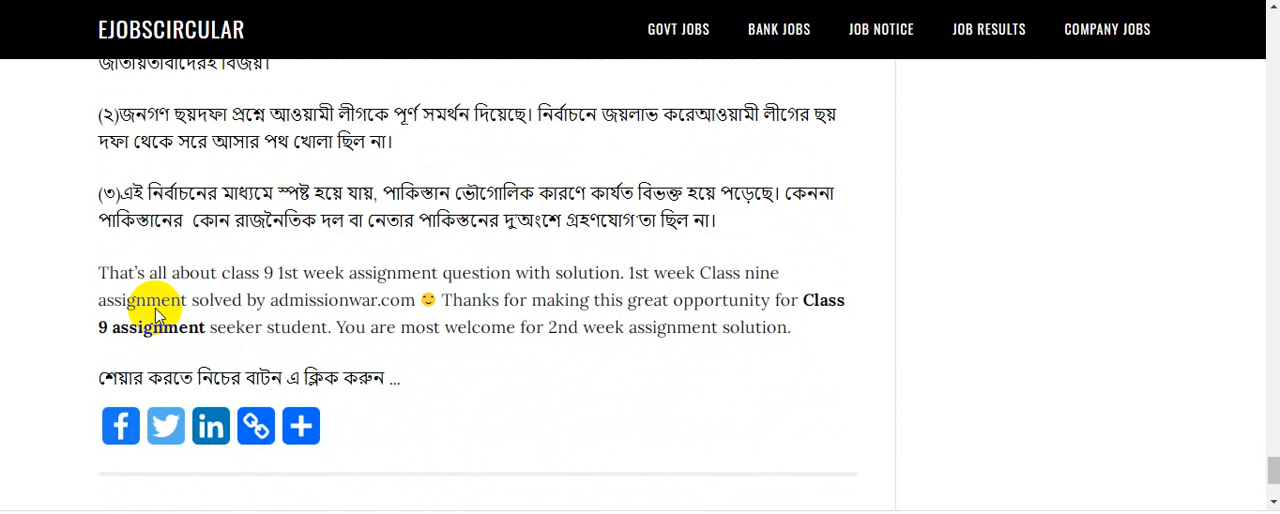 EJOBSCIRCULAR
GOVT JOBS BANK JOBS JOB NOTICE JOB RESULTS COMPANY JOBS
জাতীয়তাবাদেরই বিজয়।
(২)জনগণ ছয়দফা প্রশ্নে আওয়ামী লীগকে পূর্ণ সমর্থন দিয়েছে। নির্বাচনে জয়লাভ করেআওয়ামী লীগের ছয়
দফা থেকে সরে আসার পথ খোলা ছিল না।
(৩)এই নির্বাচনের মাধ্যমে স্পষ্ট হয়ে যায়, পাকিস্তান ভৌগোলিক কারণে কার্যত বিভক্ত হয়ে পড়েছে। কেননা
পাকিস্তানের কোন রাজনৈতিক দল বা নেতার পাকিস্তনের দু'অংশে গ্রহণযোগ'তা ছিল না।
That's all about class 9 1st week assignment question with solution. 1st week Class nine
assignment solved by admissionwar.com 🙂 Thanks for making this great opportunity for Class
9 assignment seeker student. You are most welcome for 2nd week assignment solution.
শেয়ার করতে নিচের বাটন এ ক্লিক করুন ...